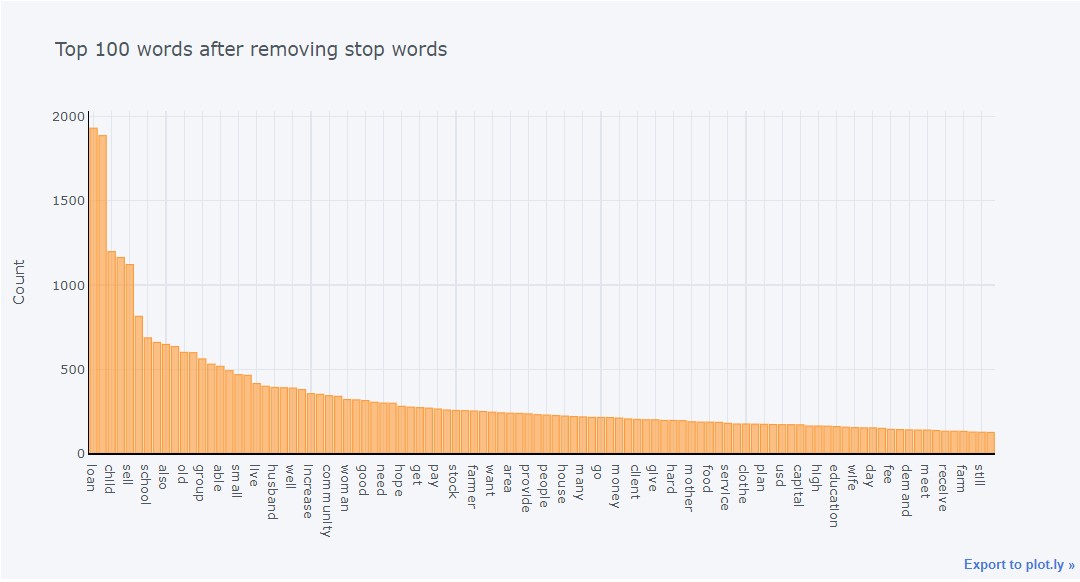 Top 100 words after removing stop words
2000
1500
1000
500
0
Count
loan
child
sell
school
also
old
group
able
small
live
husband
well
increase
community
woman
good
need
hope
get
pay
stock
farmer
want
area
provide
people
house
many
go
money
client
give
hard
mother
food
service
clothe
plan
usd
capital
high
education
wife
day
fee
demand
meet
receive
farm
still
Export to plot.ly »